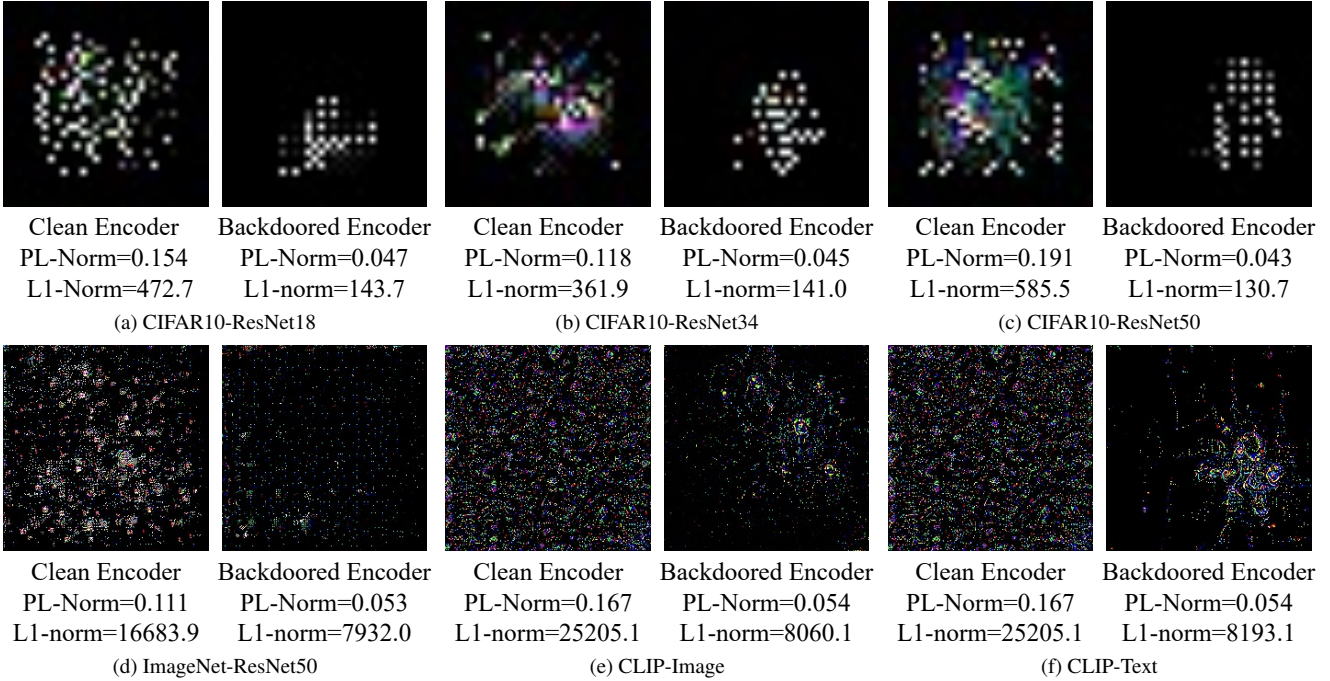 Clean Encoder Backdoored Encoder Clean Encoder Backdoored Encoder Clean Encoder Backdoored Encoder
PL-Norm=0.154 PL-Norm=0.047 PL-Norm=0.118 PL-Norm=0.045 PL-Norm=0.191 PL-Norm=0.043
L1-Norm=472.7 L1-norm=143.7 L1-Norm=361.9 L1-norm=141.0 L1-Norm=585.5 L1-norm=130.7
(a) CIFAR10-ResNet18 (b) CIFAR10-ResNet34 (c) CIFAR10-ResNet50
Clean Encoder Backdoored Encoder Clean Encoder Backdoored Encoder Clean Encoder Backdoored Encoder
PL-Norm=0.111 PL-Norm=0.053 PL-Norm=0.167 PL-Norm=0.054 PL-Norm=0.167 PL-Norm=0.054
L1-norm=16683.9 L1-norm=7932.0 L1-norm=25205.1 L1-norm=8060.1 L1-norm=25205.1 L1-norm=8193.1
(d) ImageNet-ResNet50 (e) CLIP-Image (f) CLIP-Text